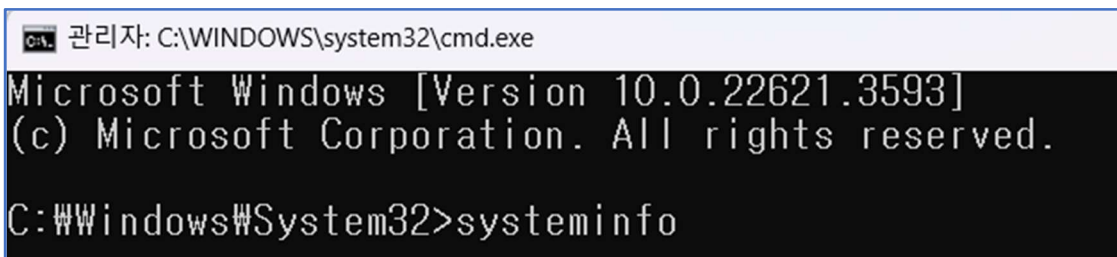 관리자: C:\WINDOWS\system32\cmd.exe
Microsoft Windows [Version 10.0.22621.3593]
(c) Microsoft Corporation. All rights reserved.
C:₩Windows₩System32>systeminfo